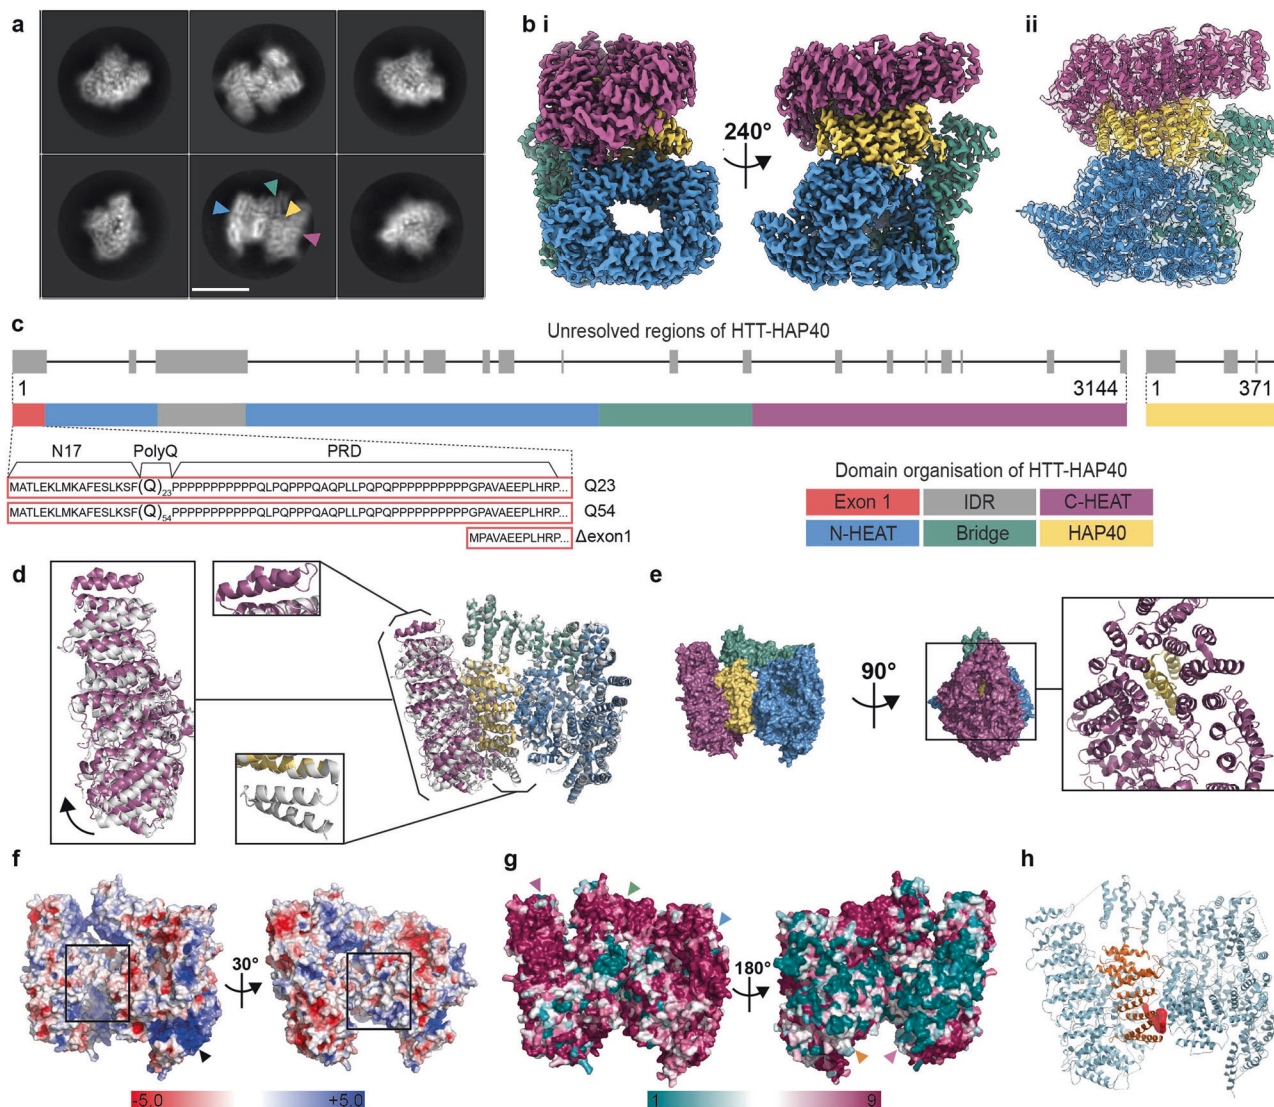 a
b i
ii
240°
c
Unresolved regions of HTT-HAP40
1
3144
1
371
N17
PolyQ
PRD
MATLEKLMKAFESLKSF(Q)23PPPPPPPPPPPQLPQPPPQAQPLLPQPQPPPPPPPPPPGPAVAEEPLHRP... Q23
MATLEKLMKAFESLKSF(Q)54PPPPPPPPPPPQLPQPPPQAQPLLPQPQPPPPPPPPPPGPAVAEEPLHRP... Q54
MPAVAEEPLHRP... Δexon1
Domain organisation of HTT-HAP40
Exon 1
IDR
C-HEAT
N-HEAT
Bridge
HAP40
d
e
90°
f
30°
-5.0
+5.0
g
180°
1
9
h